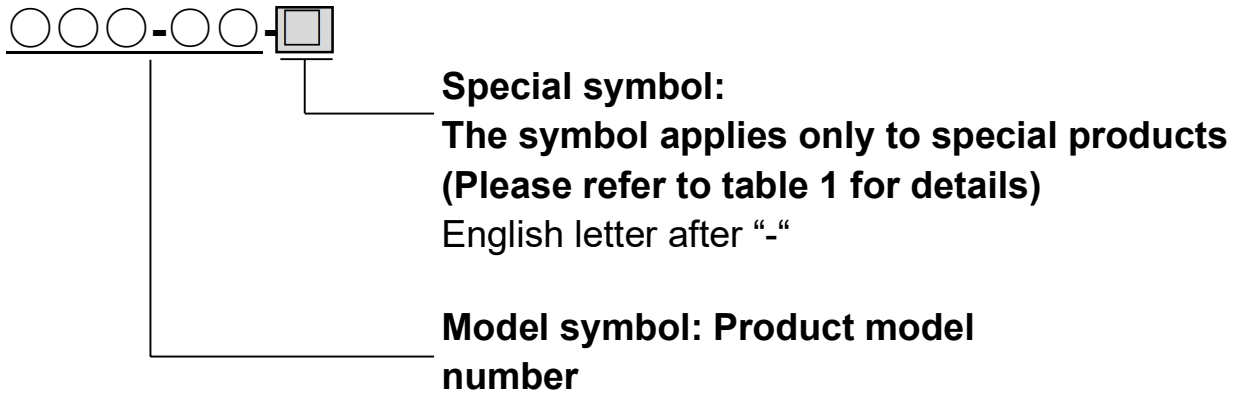 ○○○-○○-□
Special symbol:
The symbol applies only to special products
(Please refer to table 1 for details)
English letter after “-“
Model symbol: Product model
number